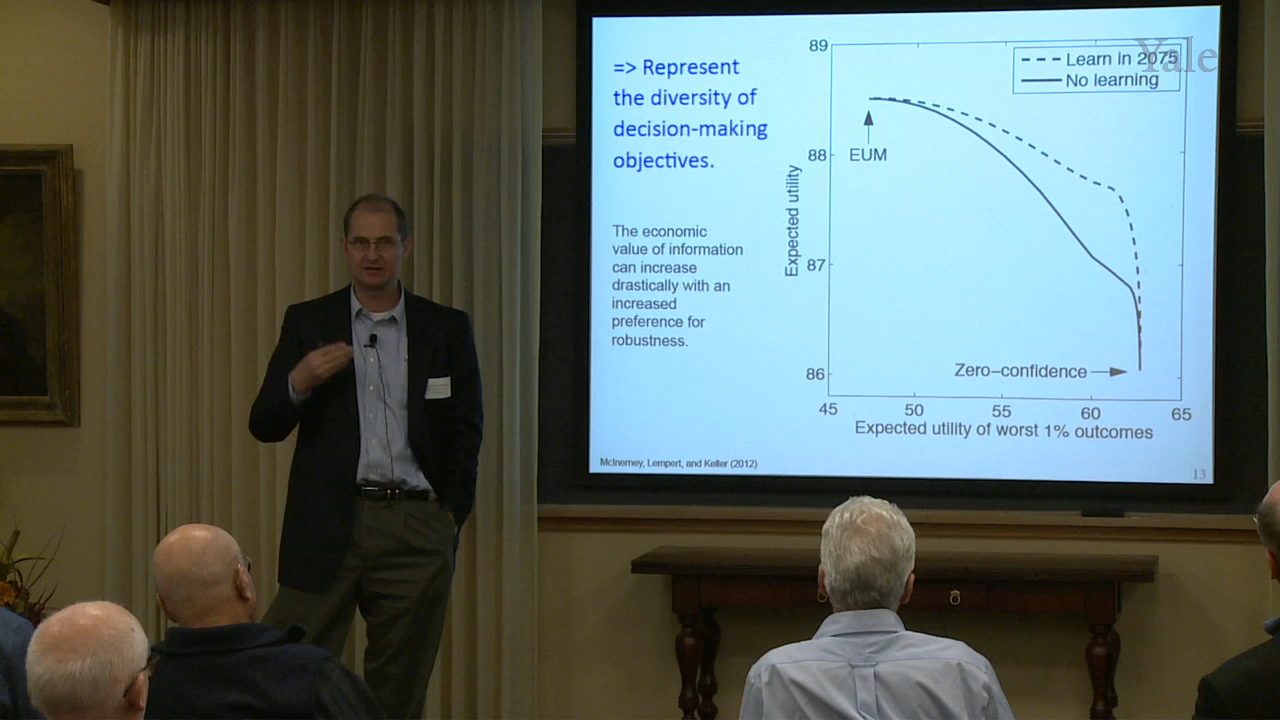 => Represent
the diversity of
decision-making
objectives.
The economic
value of information
can increase
drastically with an
increased
preference for
robustness.
McInerney, Lempert, and Keller (2012)
Yale
Learn in 2075
No learning
89
88
87
86
Expected utility
EUM
Zero–confidence
45 50 55 60 65
Expected utility of worst 1% outcomes
13